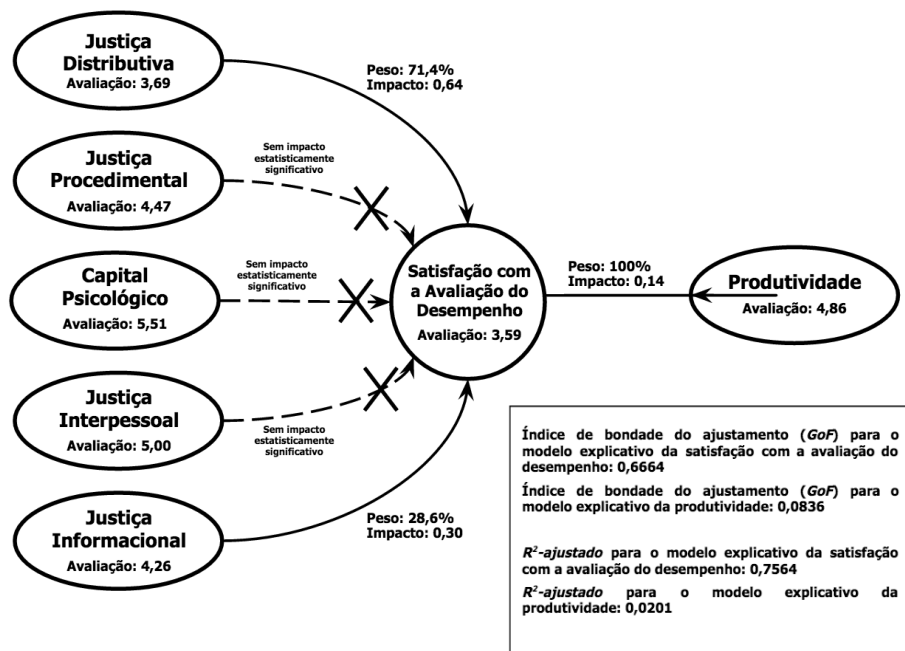 Justiça
Distributiva
Avaliação: 3,69
Peso: 71,4%
Impacto: 0,64
Justiça
Procedimental
Avaliação: 4,47
Sem impacto
estatisticamente
significativo
Capital
Psicológico
Avaliação: 5,51
Sem impacto
estatisticamente
significativo
Satisfação com
a Avaliação do
Desempenho
Avaliação: 3,59
Peso: 100%
Impacto: 0,14
Produtividade
Avaliação: 4,86
Justiça
Interpessoal
Avaliação: 5,00
Sem impacto
estatisticamente
significativo
Justiça
Informacional
Avaliação: 4,26
Peso: 28,6%
Impacto: 0,30
Índice de bondade do ajustamento (GoF) para o
modelo explicativo da satisfação com a avaliação do
desempenho: 0,6664
Índice de bondade do ajustamento (GoF) para o
modelo explicativo da produtividade: 0,0836
R²-ajustado para o modelo explicativo da satisfação
com a avaliação do desempenho: 0,7564
R²-ajustado para o modelo explicativo da
produtividade: 0,0201